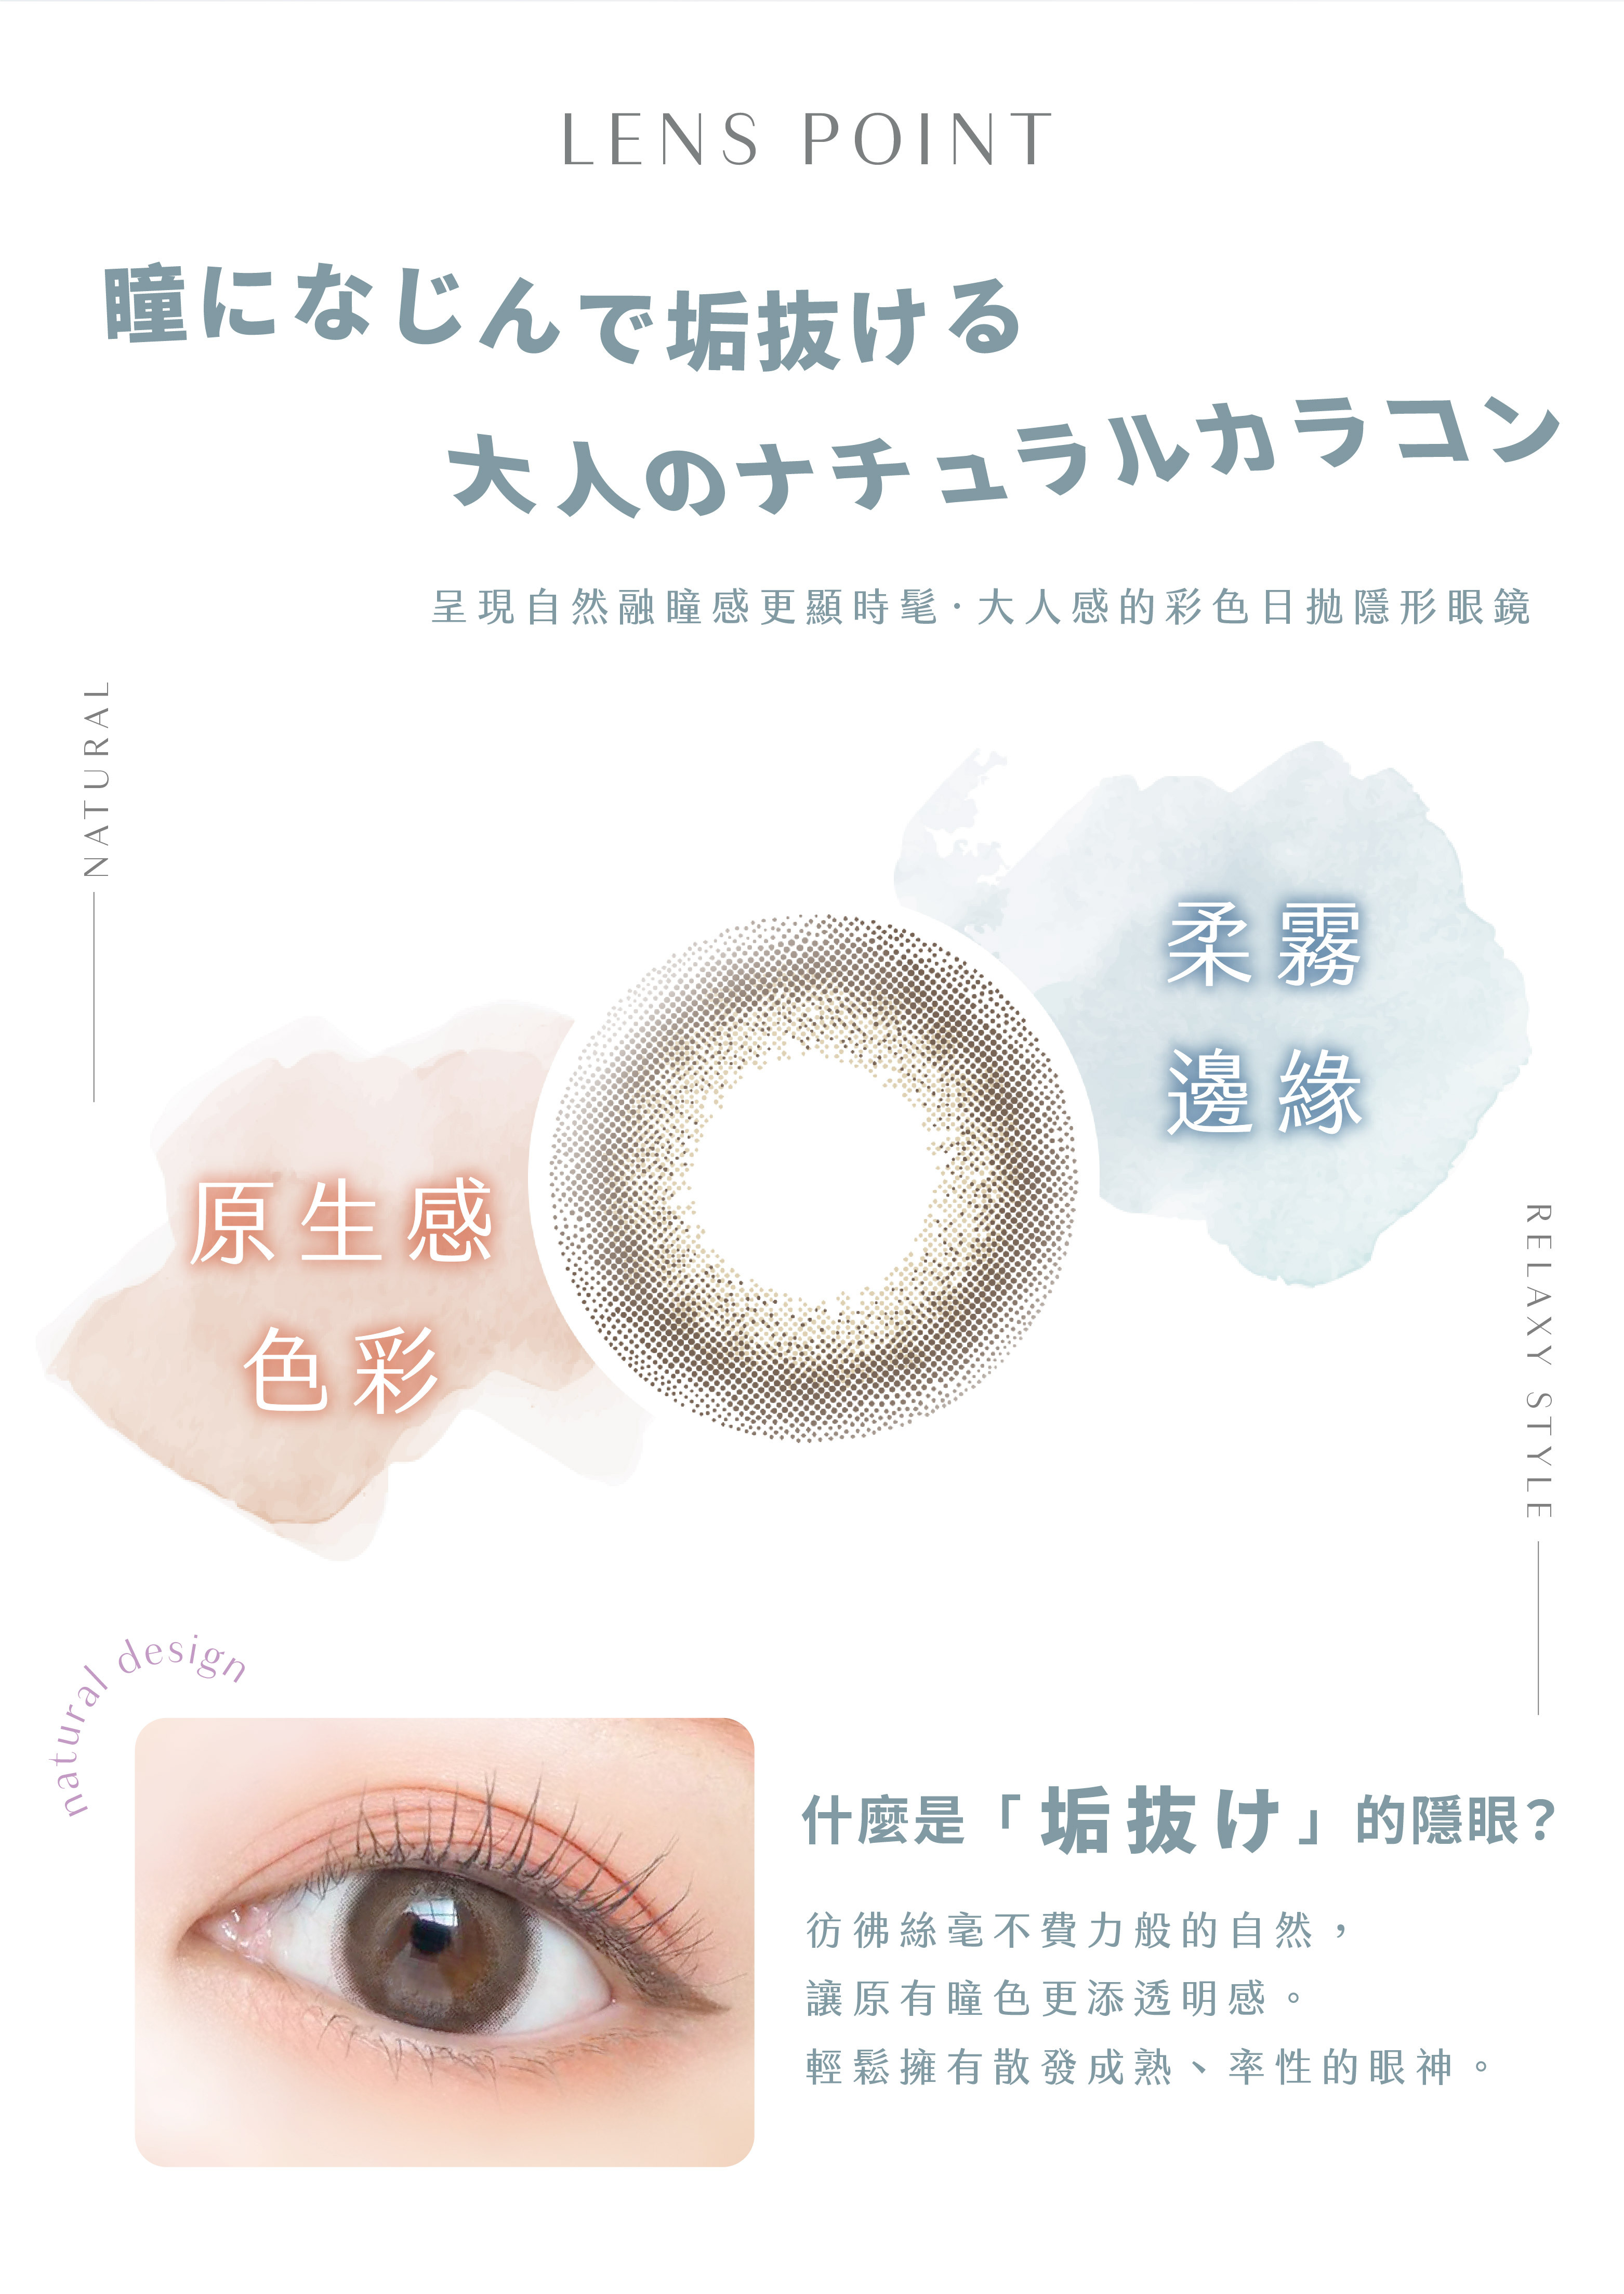 LENS POINT
瞳になじんで垢抜ける
大人のナチュラルカラコン
呈現自然融瞳感更顯時髦·大人感的彩色日拋隱形眼鏡
NATURAL
柔霧
邊緣
原生感
色彩
RELAXY STYLE
natural design
什麼是「垢抜け」的隱眼?
彷彿絲毫不費力般的自然，
讓原有瞳色更添透明感。
輕鬆擁有散發成熟、率性的眼神。